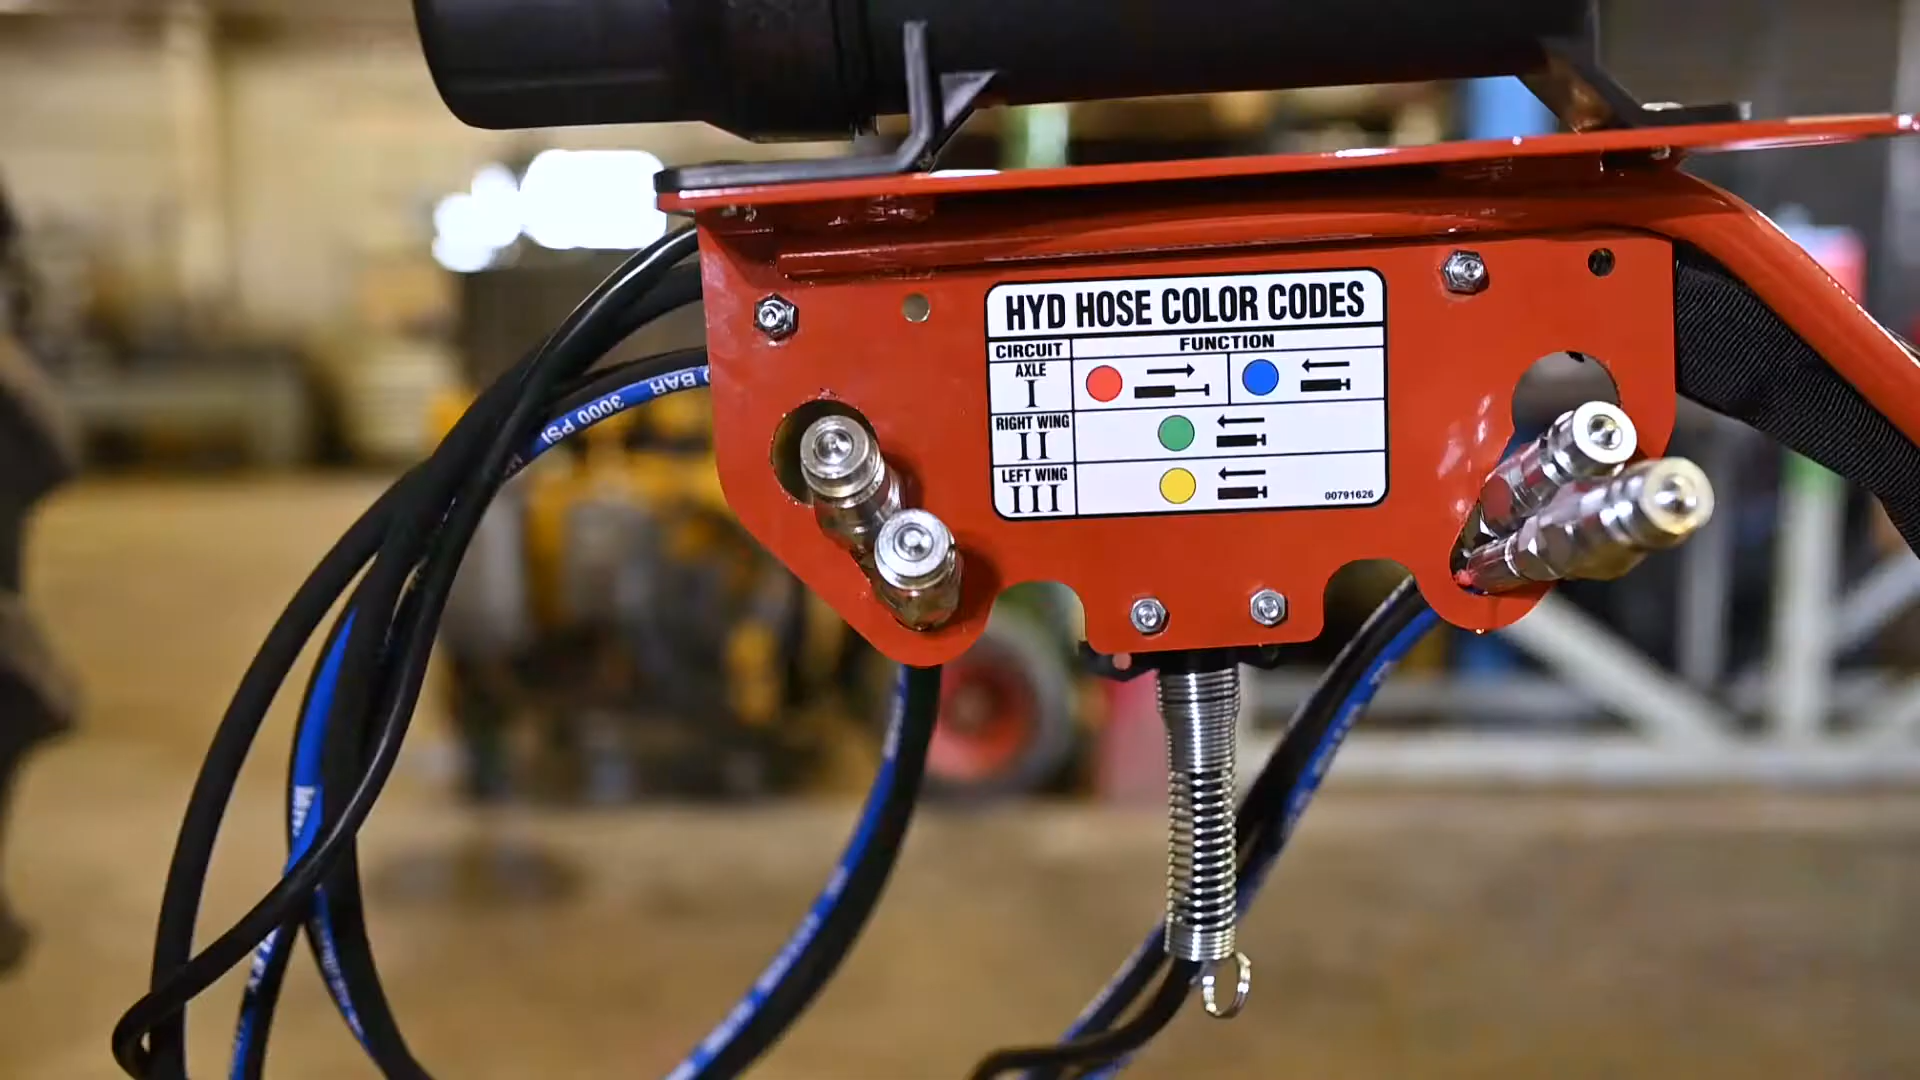 HYD HOSE COLOR CODES
CIRCUIT
FUNCTION
AXLE
I
RIGHT WING
II
LEFT WING
III
00791626
3000 PSI
BAR